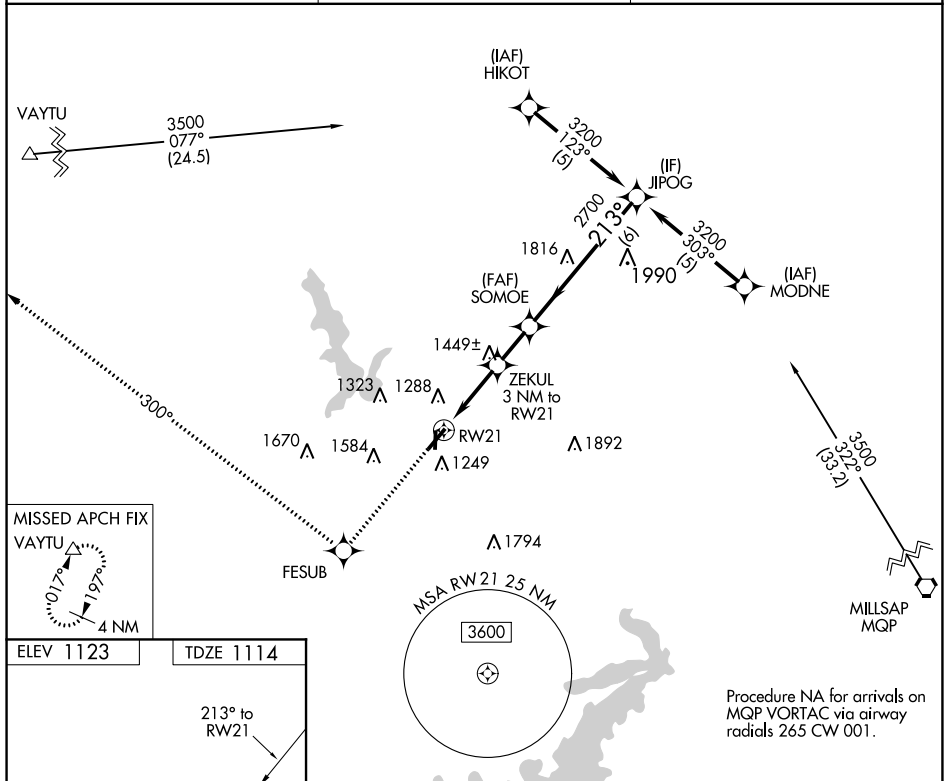 (IAF)
HIKOT
VAYTU
3500
077°
(24.5)
3200
123°
(5)
(IF)
JIPOG
2700
213°
(6)
3200
303°
(5)
1816
1990
(IAF)
MODNE
(FAF)
SOMOE
1449±
ZEKUL
3 NM to
RW21
1323
1288
300°
RW21
1670
1584
1892
1249
3500
322°
(33.2)
MISSED APCH FIX
VAYTU
017°
197°
4 NM
1794
FESUB
MSA RW 21 25 NM
3600
MILLSAP
MQP
ELEV 1123
TDZE 1114
213° to
RW21
Procedure NA for arrivals on
MQP VORTAC via airway
radials 265 CW 001.